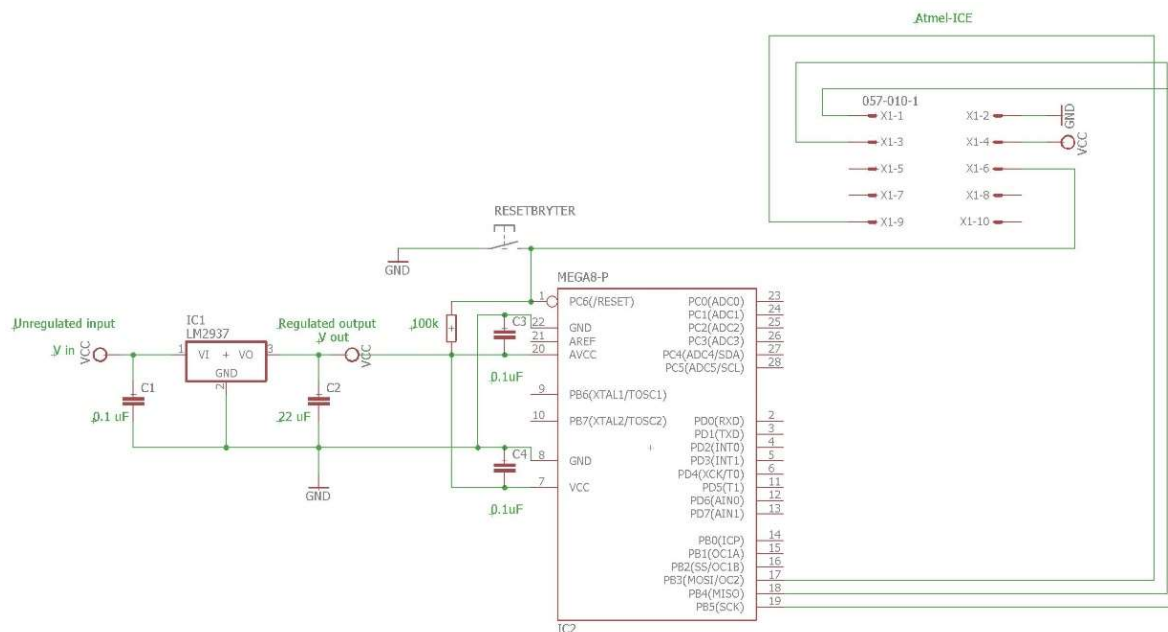 Atmel-ICE
057-010-1
X1-1
X1-2
GND
X1-3
X1-4
VCC
X1-5
X1-6
X1-7
X1-8
X1-9
X1-10
RESETBRYTER
GND
MEGA8-P
Unregulated input
V in
VCC
IC1
LM2937
1
VI
+
VO
3
GND
2
C1
0.1 uF
Regulated output
V out
VCC
C2
22 uF
GND
100k
C3
0.1uF
C4
0.1uF
1
PC6(/RESET)
22
GND
21
AREF
20
AVCC
9
PB6(XTAL1/TOSC1)
10
PB7(XTAL2/TOSC2)
8
GND
7
VCC
PC0(ADC0)
23
PC1(ADC1)
24
PC2(ADC2)
25
PC3(ADC3)
26
PC4(ADC4/SDA)
27
PC5(ADC5/SCL)
28
PD0(RXD)
2
PD1(TXD)
3
PD2(INT0)
4
PD3(INT1)
5
PD4(XCK/T0)
6
PD5(T1)
11
PD6(AIN0)
12
PD7(AIN1)
13
PB0(ICP)
14
PB1(OC1A)
15
PB2(SS/OC1B)
16
PB3(MOSI/OC2)
17
PB4(MISO)
18
PB5(SCK)
19
IC2